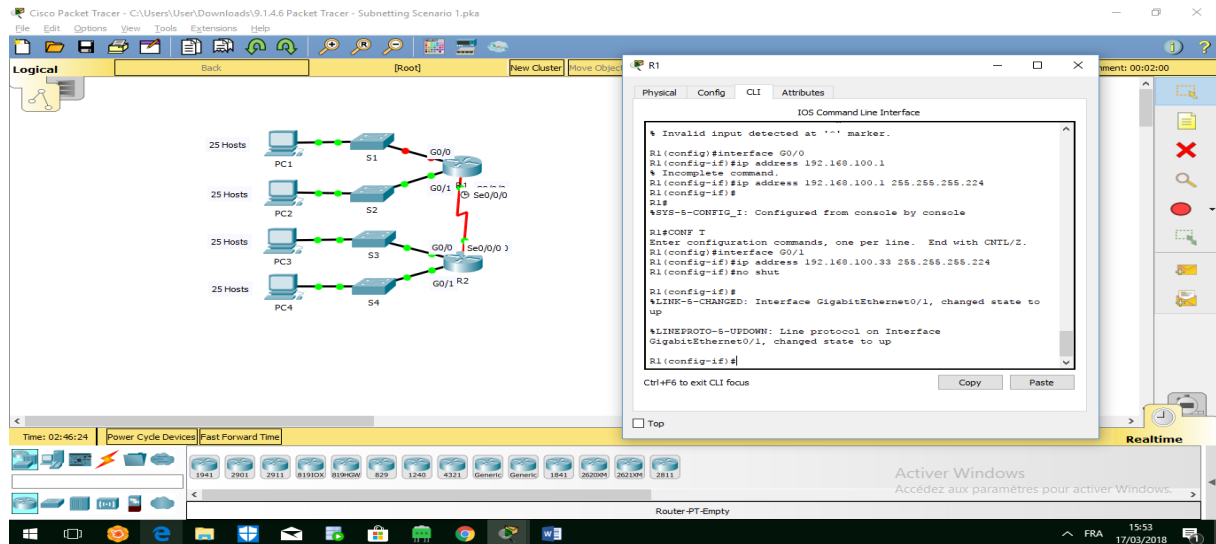 Cisco Packet Tracer - C:\Users\User\Downloads\9.1.4.6 Packet Tracer - Subnetting Scenario 1.pka
File Edit Options View Tools Extensions Help
Logical Back [Root] New Cluster Move Object
nment: 00:02:00
R1
Physical Config CLI Attributes
IOS Command Line Interface
% Invalid input detected at '^' marker.
R1(config)#interface G0/0
R1(config-if)#ip address 192.168.100.1
% Incomplete command.
R1(config-if)#ip address 192.168.100.1 255.255.255.224
R1(config-if)#
R1#
%SYS-5-CONFIG_I: Configured from console by console
R1#CONF T
Enter configuration commands, one per line. End with CNTL/Z.
R1(config)#interface G0/1
R1(config-if)#ip address 192.168.100.33 255.255.255.224
R1(config-if)#no shut
R1(config-if)#
%LINK-5-CHANGED: Interface GigabitEthernet0/1, changed state to
up
%LINEPROTO-5-UPDOWN: Line protocol on Interface
GigabitEthernet0/1, changed state to up
R1(config-if)#
Ctrl+F6 to exit CLI focus
Copy Paste
Top
25 Hosts
PC1
S1
G0/0
25 Hosts
PC2
S2
G0/1
Se0/0/0
25 Hosts
PC3
S3
G0/0
Se0/0/0
25 Hosts
PC4
S4
G0/1 R2
Time: 02:46:24 Power Cycle Devices Fast Forward Time
Realtime
1941 2901 2911 819IOX 819HGW 829 1240 4321 Generic Generic 1841 2620XM 2621XM 2811
Router-PT-Empty
Activer Windows
Accédez aux paramètres pour activer Windows.
FRA
15:53
17/03/2018